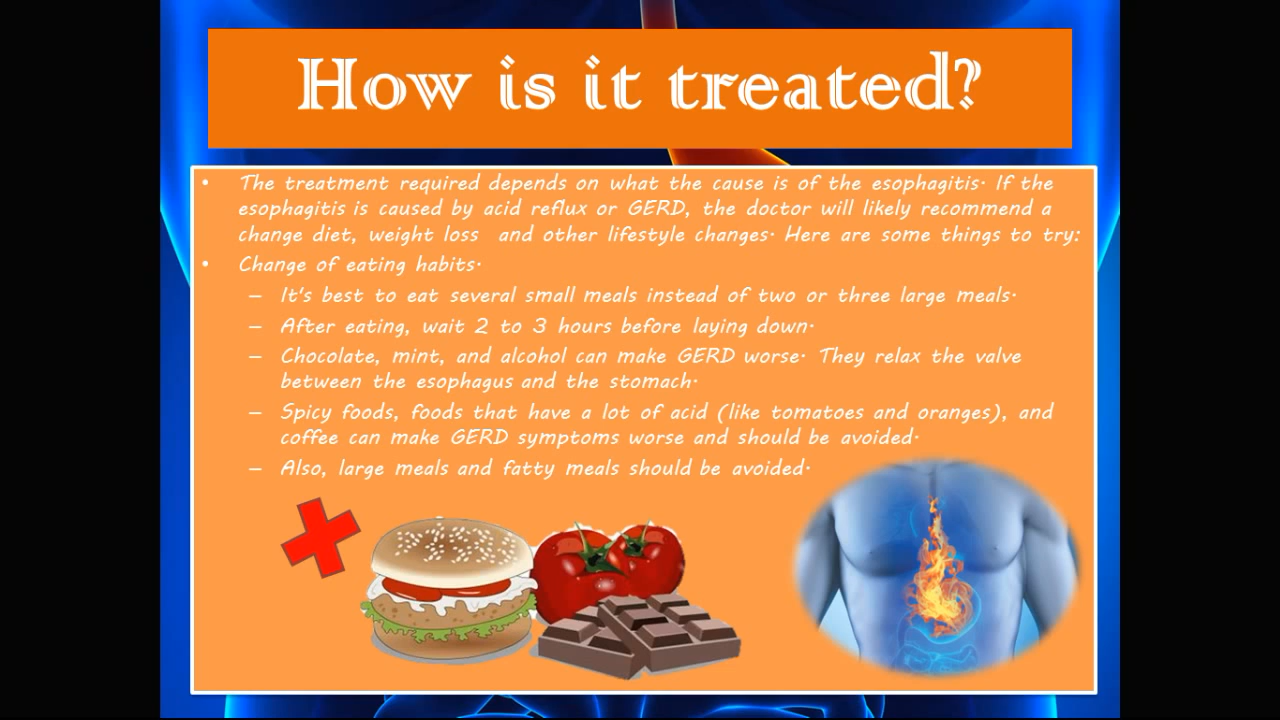 How is it treated?
• The treatment required depends on what the cause is of the esophagitis. If the
esophagitis is caused by acid reflux or GERD, the doctor will likely recommend a
change diet, weight loss and other lifestyle changes. Here are some things to try:
• Change of eating habits.
– It's best to eat several small meals instead of two or three large meals.
– After eating, wait 2 to 3 hours before laying down.
– Chocolate, mint, and alcohol can make GERD worse. They relax the valve
between the esophagus and the stomach.
– Spicy foods, foods that have a lot of acid (like tomatoes and oranges), and
coffee can make GERD symptoms worse and should be avoided.
– Also, large meals and fatty meals should be avoided.